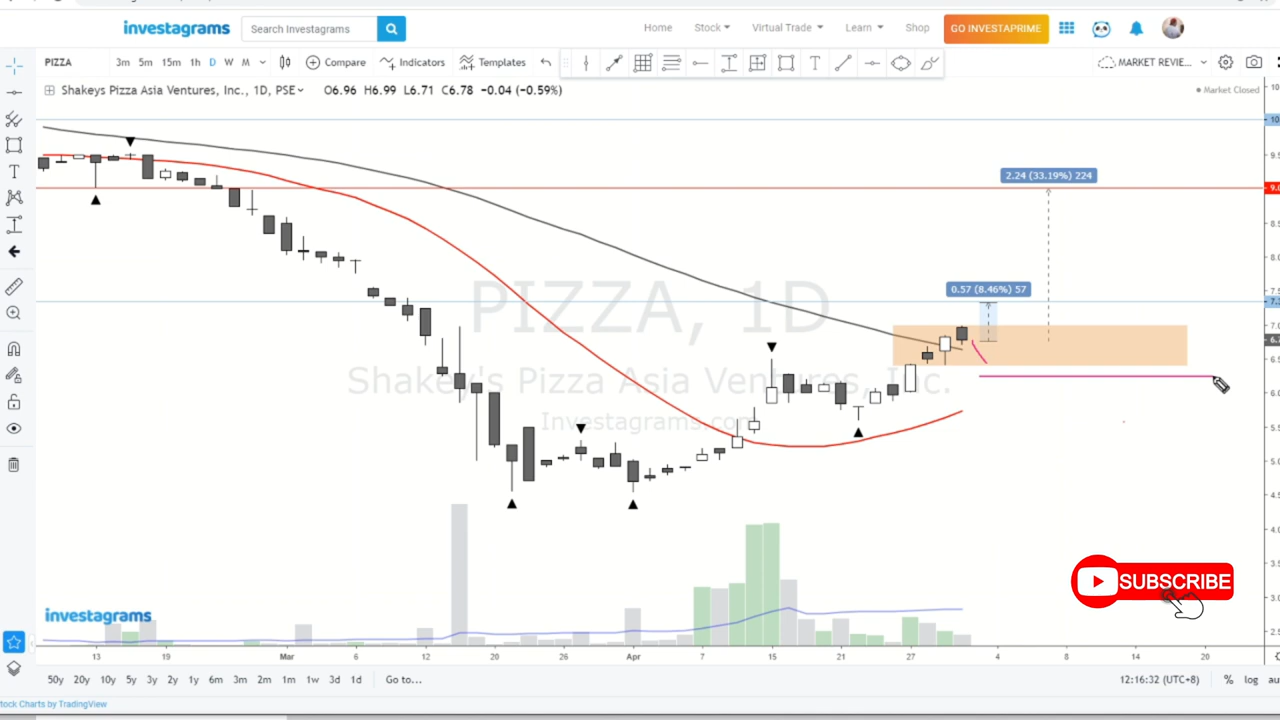 investagrams
Search Investagrams
Home
Stock
Virtual Trade
Learn
Shop
GO INVESTAPRIME
PIZZA
3m 5m 15m 1h D W M
Compare
Indicators
Templates
MARKET REVIE...
Shakeys Pizza Asia Ventures, Inc., 1D, PSE
O6.96 H6.99 L6.71 C6.78 −0.04 (−0.59%)
Market Closed
2.24 (33.19%) 224
0.57 (8.46%) 57
PIZZA, 1D
Shakey's Pizza Asia Ventures, Inc.
Investagrams.com
SUBSCRIBE
investagrams
13 19 Mar 6 12 20 26 Apr 7 15 21 27 4 8 14 20
50y 20y 10y 5y 3y 2y 1y 6m 3m 2m 1m 1w 3d 1d Go to...
12:16:32 (UTC+8) % log
Stock Charts by TradingView